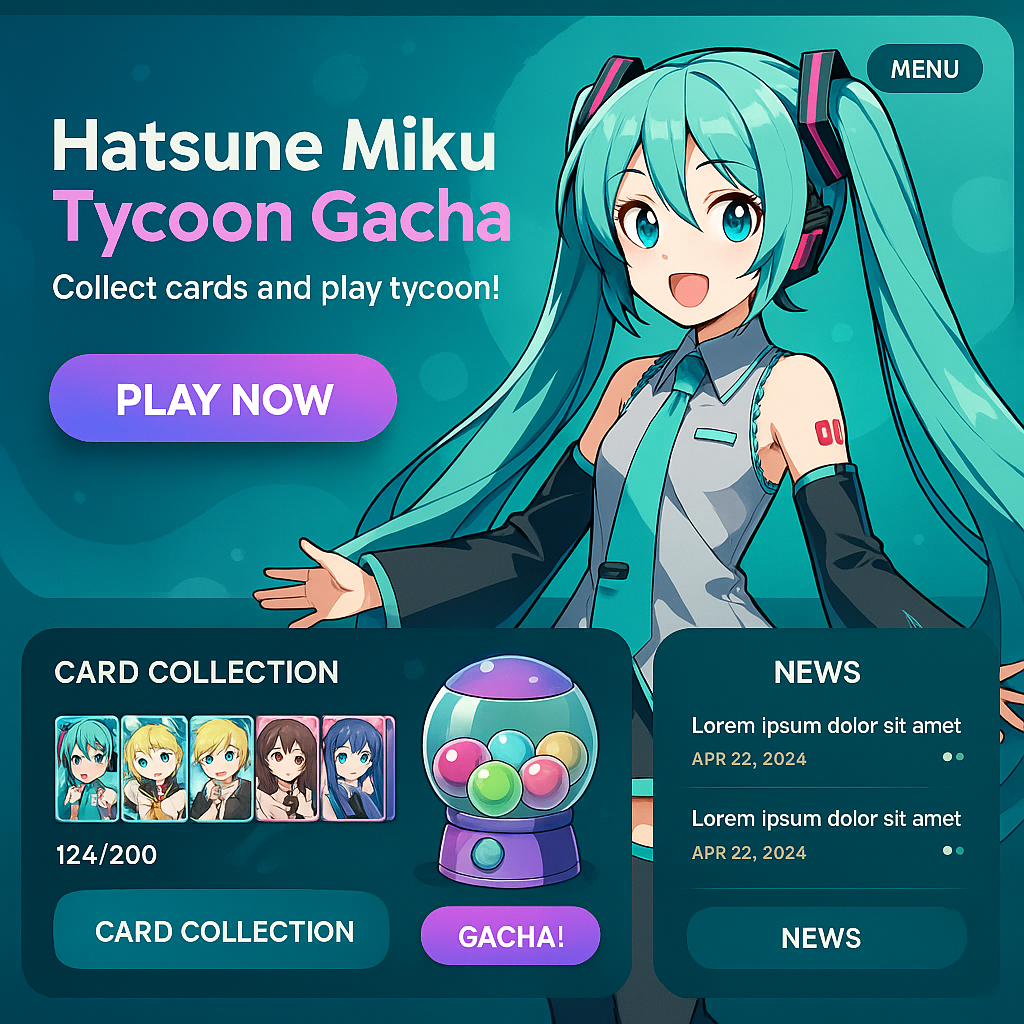 MENU
Hatsune Miku
Tycoon Gacha
Collect cards and play tycoon!
PLAY NOW
01
CARD COLLECTION
124/200
CARD COLLECTION
GACHA!
NEWS
Lorem ipsum dolor sit amet
APR 22, 2024
Lorem ipsum dolor sit amet
APR 22, 2024
NEWS